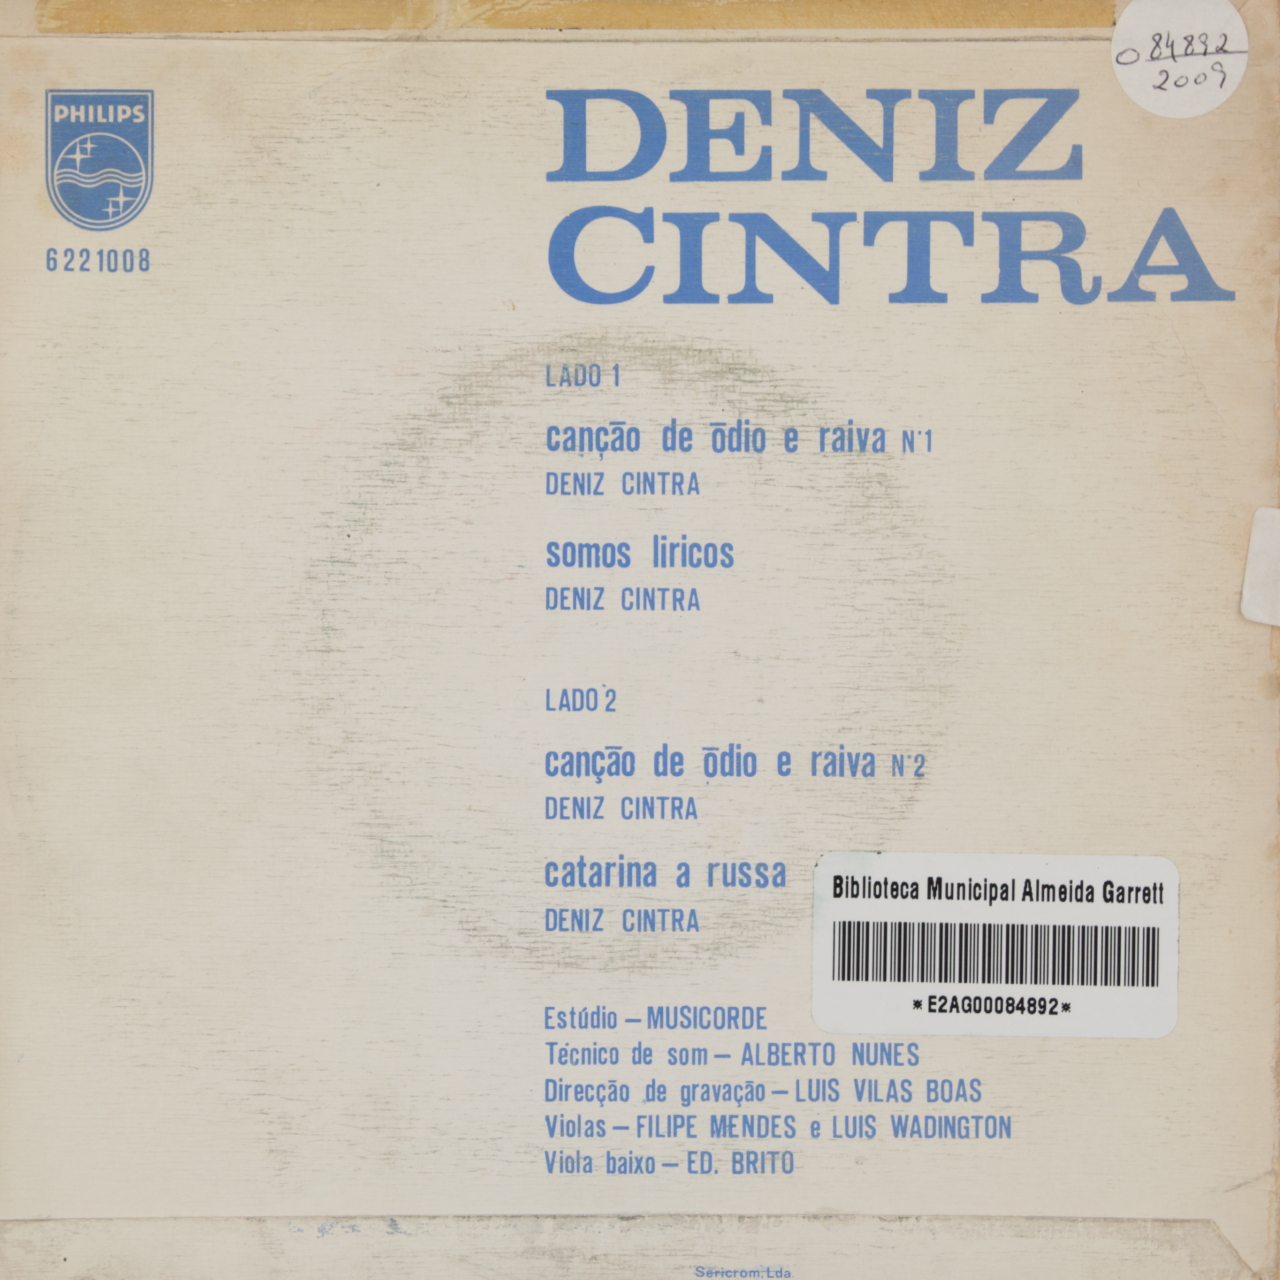 O 84892
2009
PHILIPS
6221008
DENIZ
CINTRA
LADO 1
canção de ōdio e raiva N·1
DENIZ CINTRA
somos liricos
DENIZ CINTRA
LADO 2
canção de ōdio e raiva N·2
DENIZ CINTRA
catarina a russa
DENIZ CINTRA
Biblioteca Municipal Almeida Garrett
*E2AG00084892*
Estúdio – MUSICORDE
Técnico de som – ALBERTO NUNES
Direcção de gravação – LUIS VILAS BOAS
Violas – FILIPE MENDES e LUIS WADINGTON
Viola baixo – ED. BRITO
Sericrom, Lda.